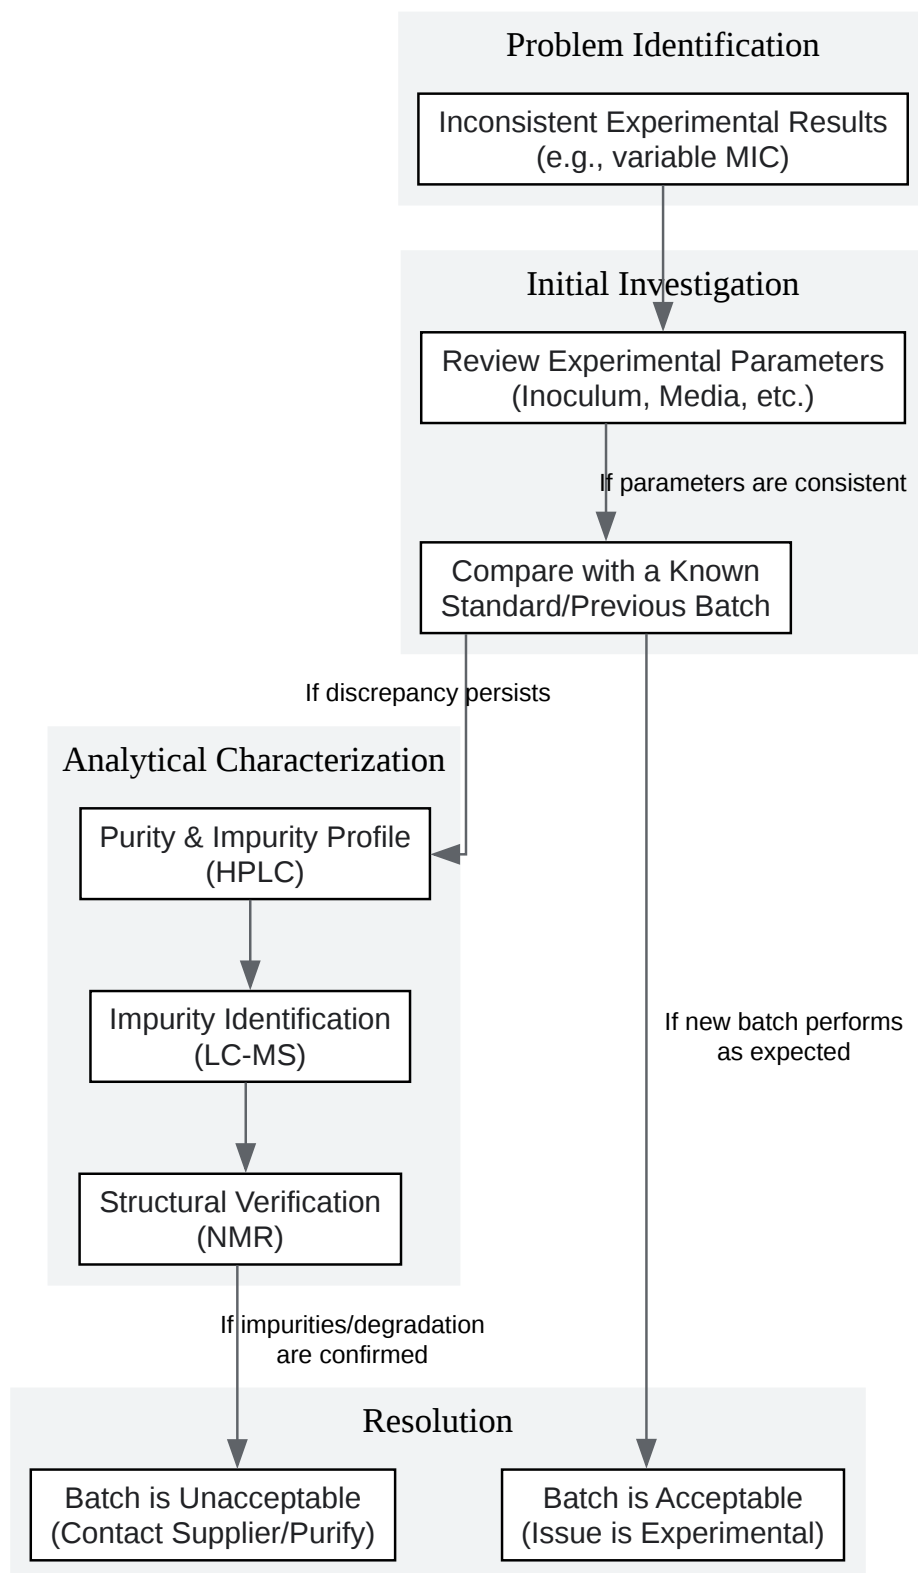 Problem Identification
Inconsistent Experimental Results
(e.g., variable MIC)
Initial Investigation
Review Experimental Parameters
(Inoculum, Media, etc.)
If parameters are consistent
Compare with a Known
Standard/Previous Batch
If discrepancy persists
Analytical Characterization
Purity & Impurity Profile
(HPLC)
Impurity Identification
(LC-MS)
If new batch performs
as expected
Structural Verification
(NMR)
If impurities/degradation
are confirmed
Resolution
Batch is Unacceptable
(Contact Supplier/Purify)
Batch is Acceptable
(Issue is Experimental)